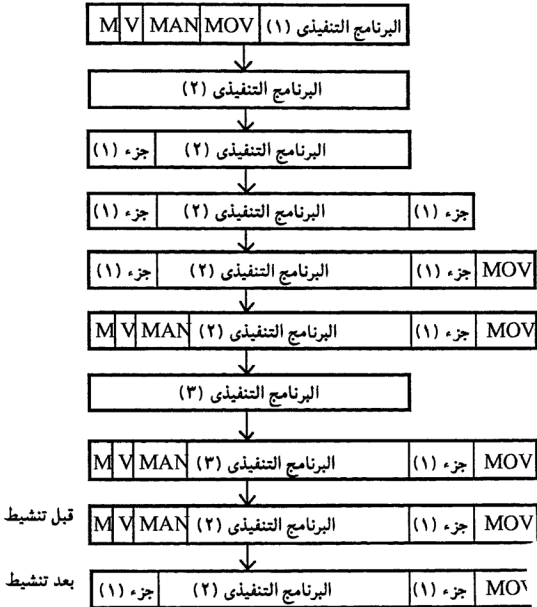 M V MAN MOV البرنامج التنفيذى (١)
البرنامج التنفيذى (٢)
جزء (١) البرنامج التنفيذى (٢)
جزء (١) البرنامج التنفيذى (٢) جزء (١)
جزء (١) البرنامج التنفيذى (٢) جزء (١) MOV
M V MAN البرنامج التنفيذى (٢) جزء (١) MOV
البرنامج التنفيذى (٣)
M V MAN البرنامج التنفيذى (٣) جزء (١) MOV
قبل تنشيط M V MAN البرنامج التنفيذى (٢) جزء (١) MOV
بعد تنشيط جزء (١) البرنامج التنفيذى (٢) جزء (١) MOV